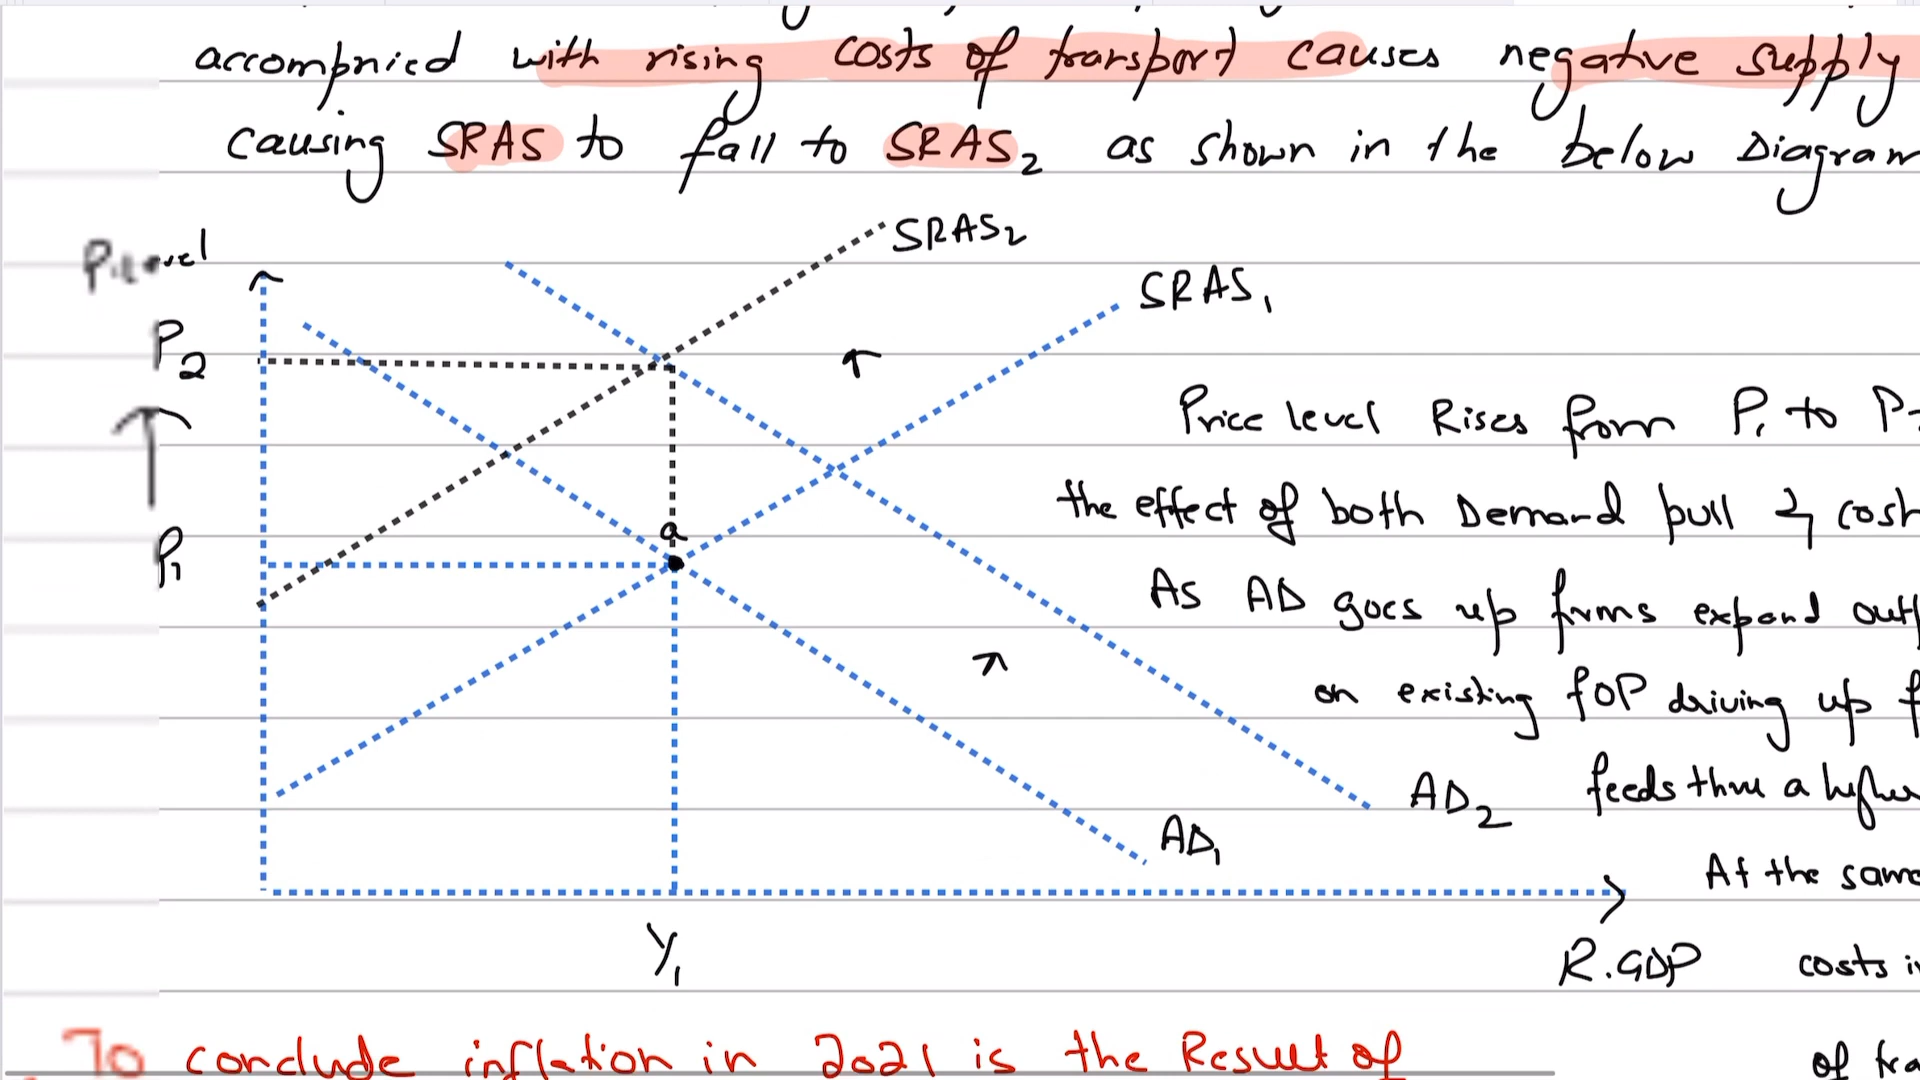 accompnied with rising costs of transport causes negative supply
causing SRAS to fall to SRAS2 as shown in the below Diagram
P.Level
SRAS2
SRAS1
P2
Price level Rises from P1 to P
the effect of both Demand pull & cost
a
P1
As AD goes up firms expand out
on existing FOP driving up f
feeds thru a higher
AD2
AD1
At the same
Y1
R.GDP
costs i
To conclude inflation in 2021 is the Result of
of tra